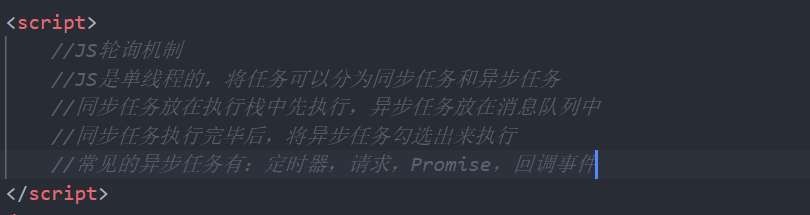 <script>
//JS轮询机制
//JS是单线程的，将任务可以分为同步任务和异步任务
//同步任务放在执行栈中先执行，异步任务放在消息队列中
//同步任务执行完毕后，将异步任务勾选出来执行
//常见的异步任务有：定时器，请求，Promise，回调事件
</script>